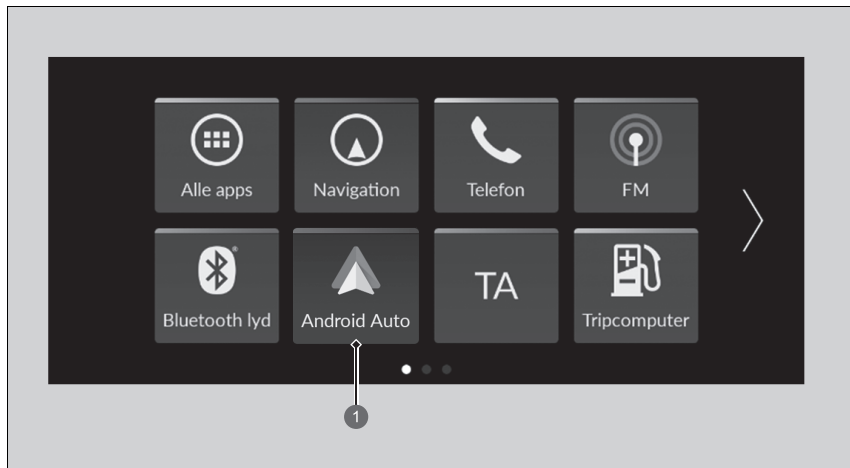 Alle apps
Navigation
Telefon
FM
Bluetooth lyd
Android Auto
TA
Tripcomputer
1